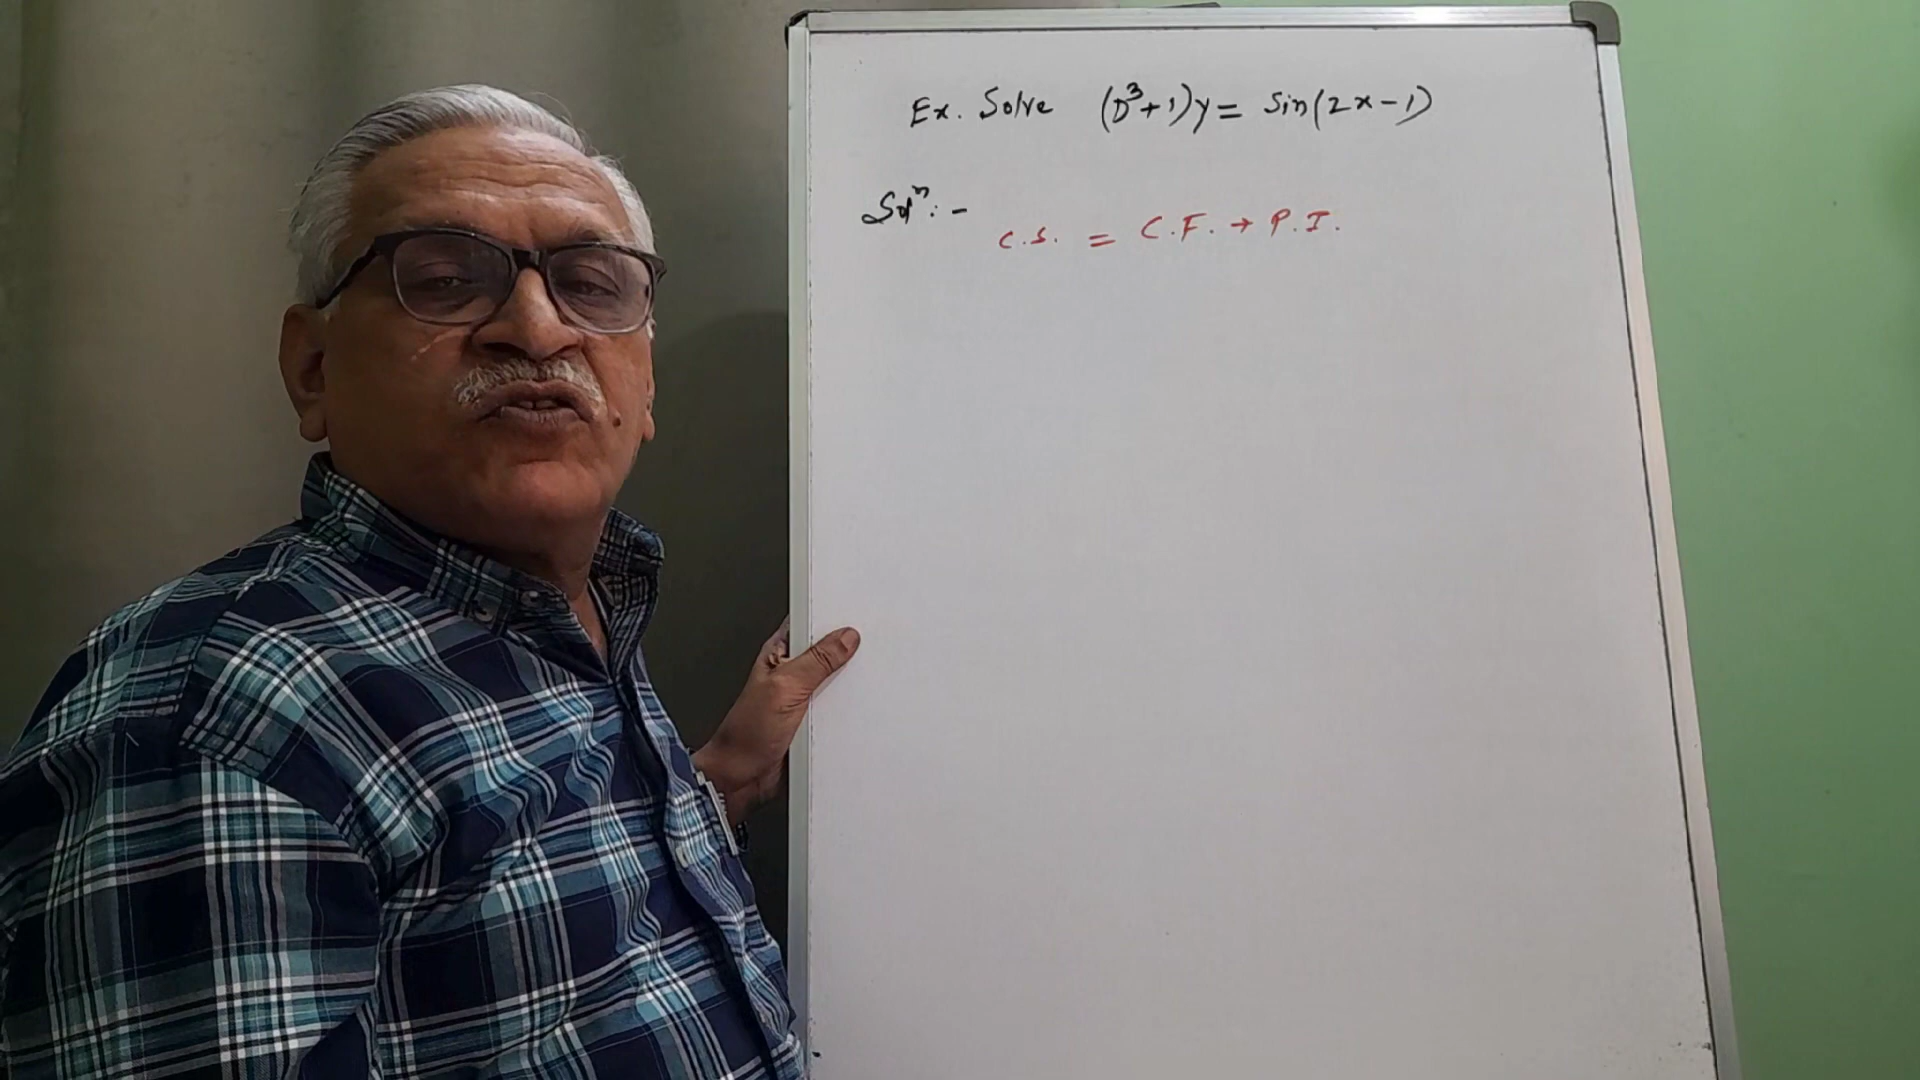 Ex. Solve (D³+1)y = Sin(2x-1)
Solⁿ:-
C.S. = C.F. + P.I.